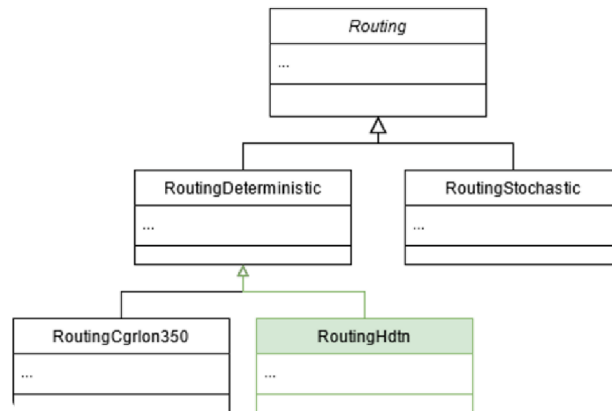 Routing
...
RoutingDeterministic
RoutingStochastic
...
...
RoutingCgrIon350
RoutingHdtn
...
...